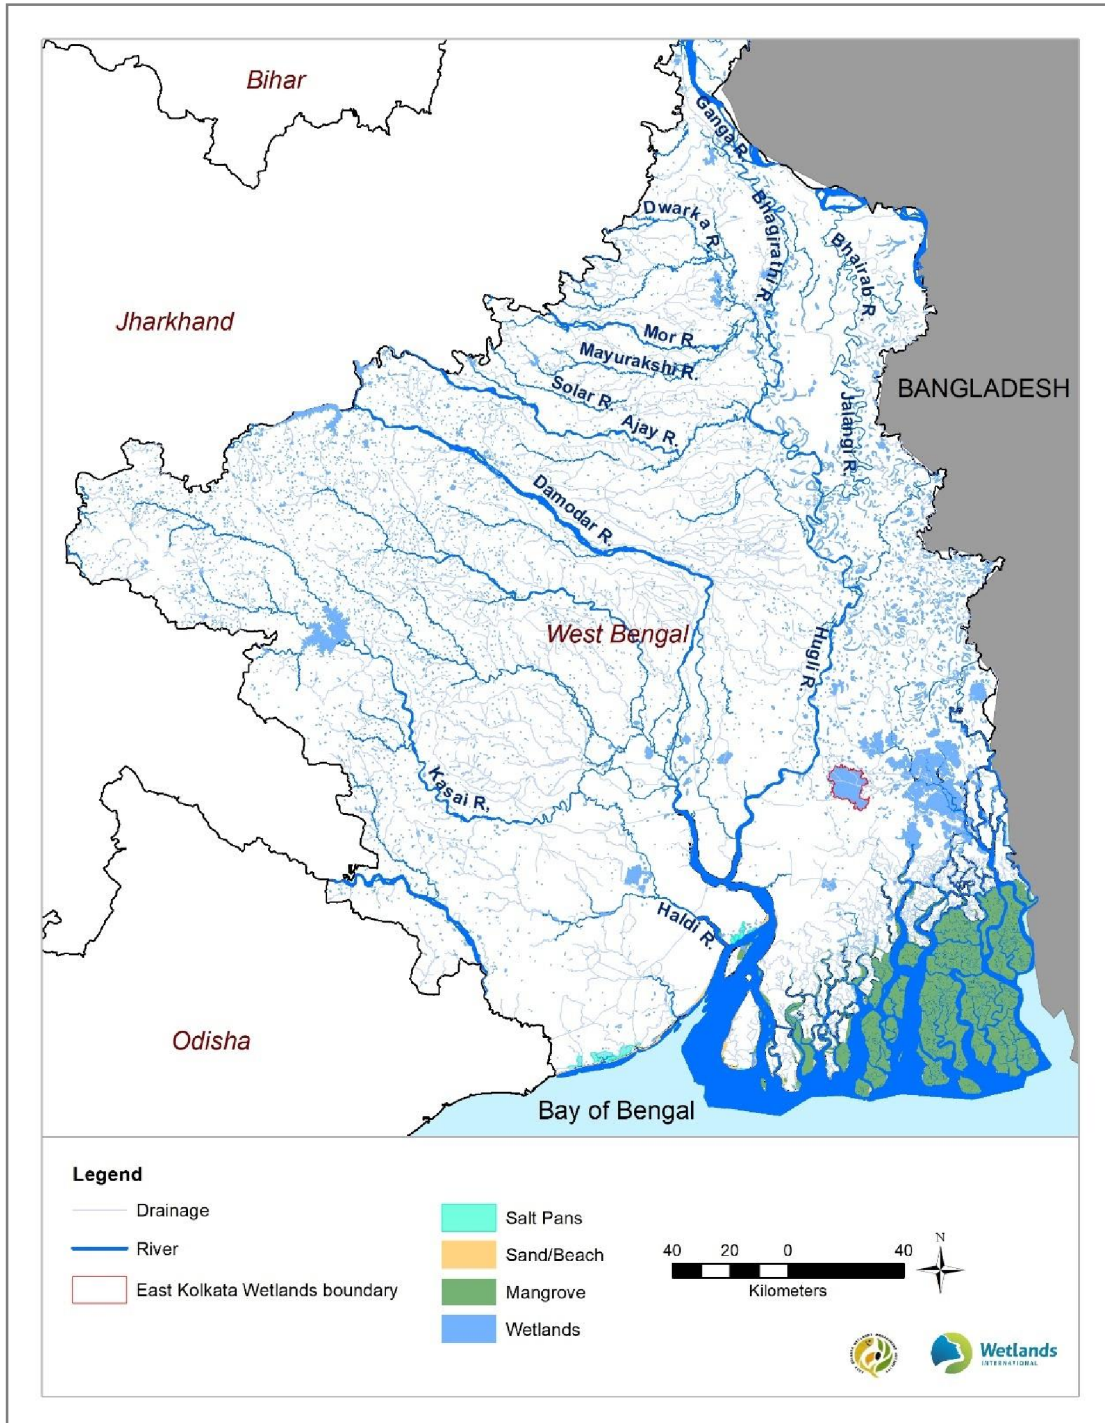 Bihar
Ganga R.
Dwarka R.
Bhagirathi R.
Bhairab R.
Jharkhand
Mor R.
Mayurakshi R.
Solar R.
Ajay R.
Jalangi R.
BANGLADESH
Damodar R.
West Bengal
Hugli R.
Kasai R,
Haldi R.
Odisha
Bay of Bengal
Legend
Drainage
River
East Kolkata Wetlands boundary
Salt Pans
Sand/Beach
Mangrove
Wetlands
40 20 0 40
Kilometers
N
Wetlands
INTERNATIONAL